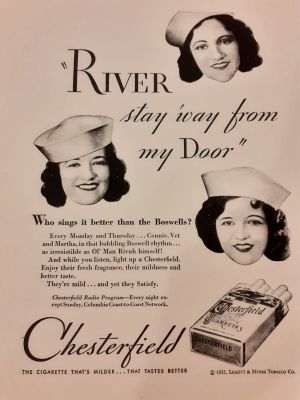 "RIVER
stay 'way from
my Door"
Who sings it better than the Boswells?
Every Monday and Thursday... Connie, Vet
and Martha, in that bubbling Boswell rhythm...
as irresistible as Ol' Man Rivuh himself!
And while you listen, light up a Chesterfield.
Enjoy their fresh fragrance, their mildness and
better taste.
They're mild... and yet they Satisfy.
Chesterfield Radio Program—Every night ex-
cept Sunday, Columbia Coast-to-Coast Network.
Chesterfield
CIGARETTES
CHESTERFIELD
Chesterfield
THE CIGARETTE THAT'S MILDER... THAT TASTES BETTER
© 1932, LIGGETT & MYERS TOBACCO CO.